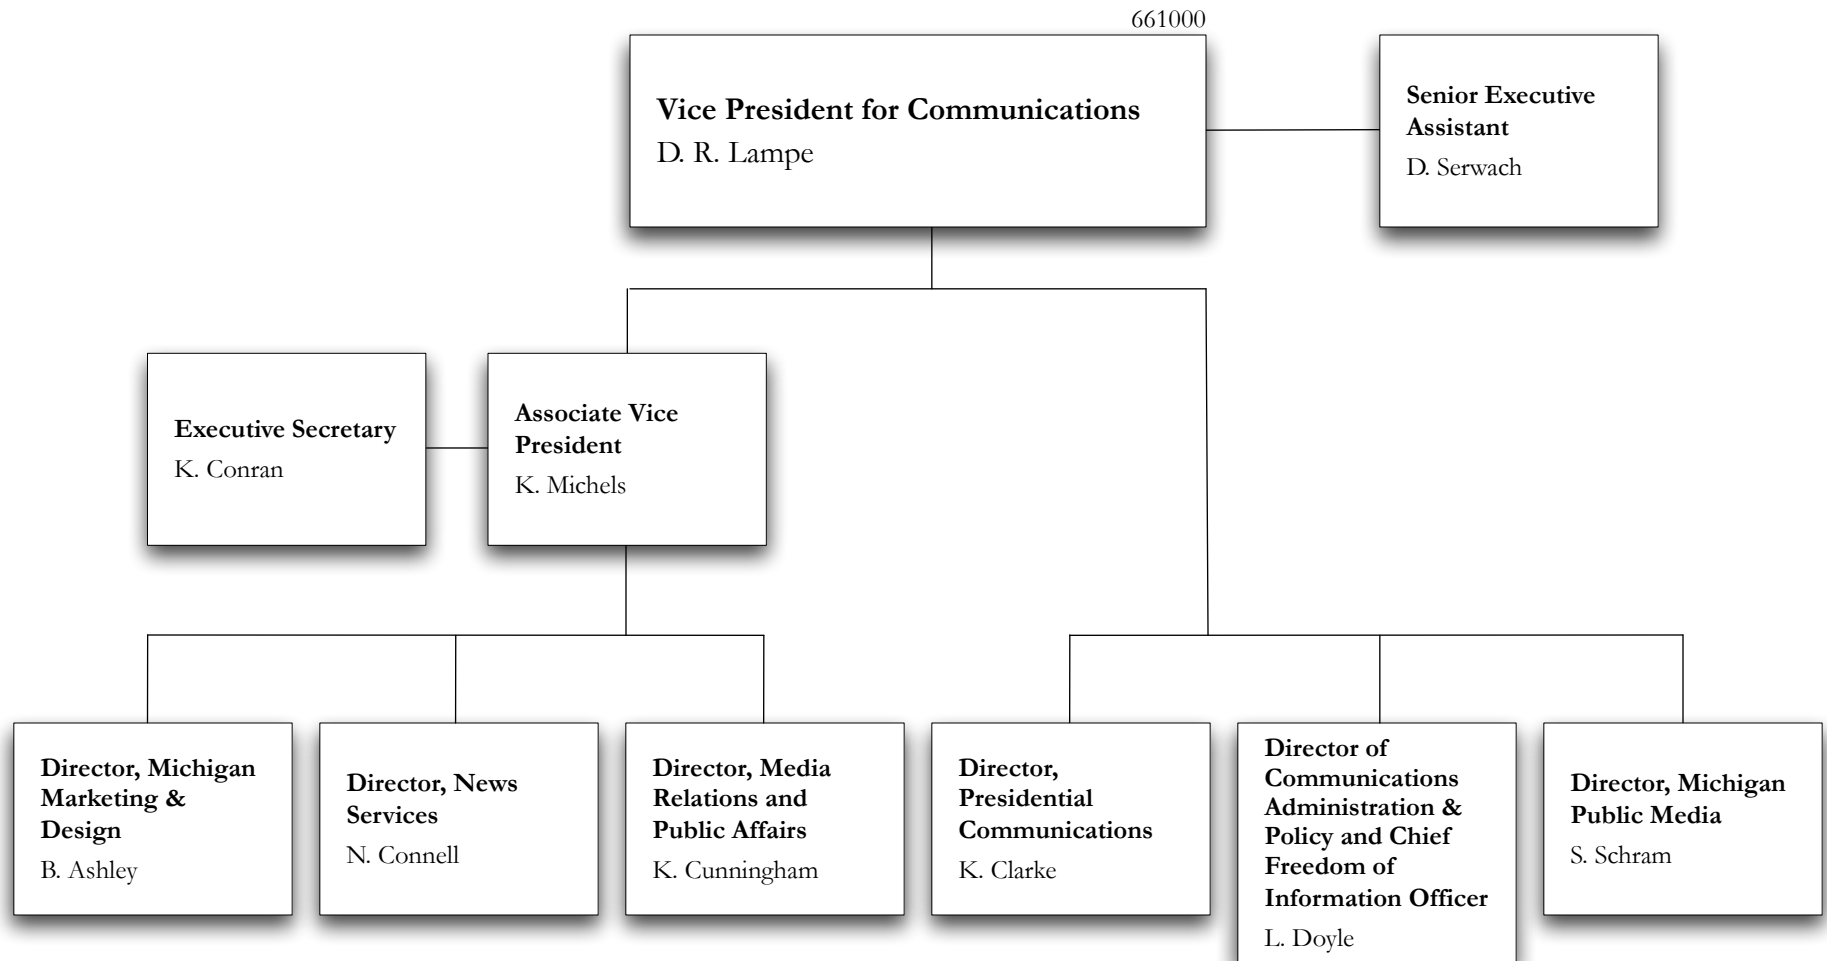 661000
Vice President for Communications
D. R. Lampe
Senior Executive
Assistant
D. Serwach
Executive Secretary
K. Conran
Associate Vice
President
K. Michels
Director, Michigan
Marketing &
Design
B. Ashley
Director, News
Services
N. Connell
Director, Media
Relations and
Public Affairs
K. Cunningham
Director,
Presidential
Communications
K. Clarke
Director of
Communications
Administration &
Policy and Chief
Freedom of
Information Officer
L. Doyle
Director, Michigan
Public Media
S. Schram